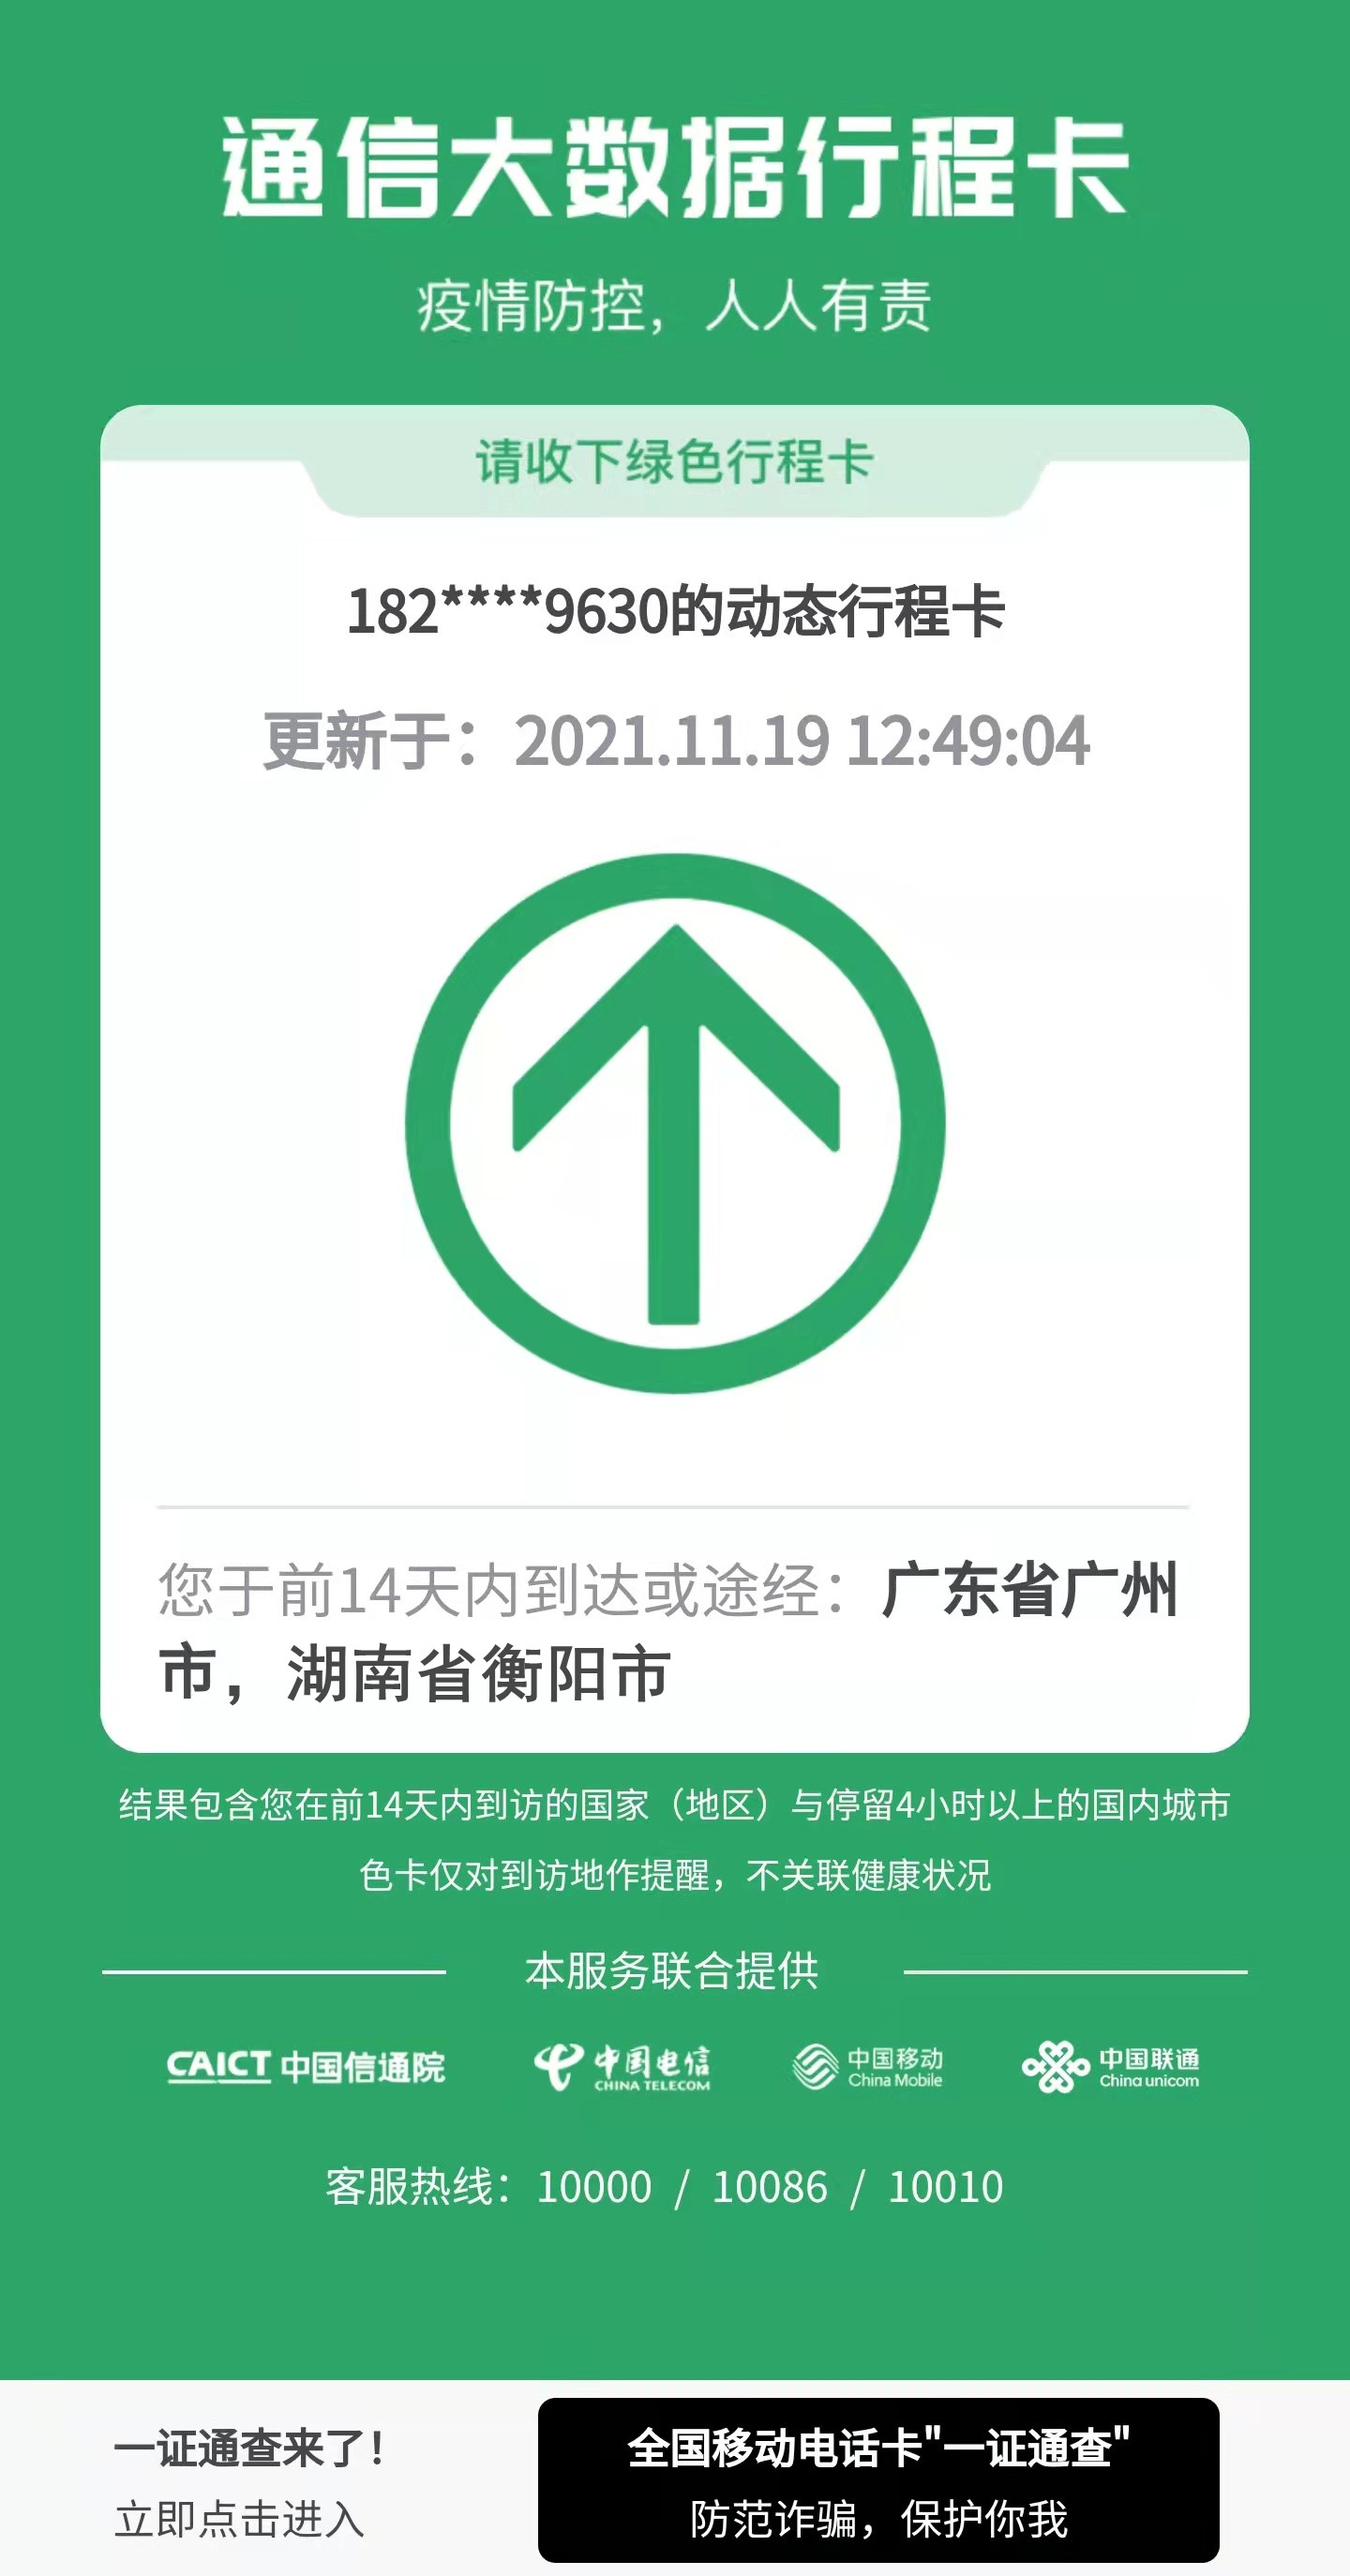 通信大数据行程卡
疫情防控，人人有责
请收下绿色行程卡
182****9630的动态行程卡
更新于：2021.11.19 12:49:04
您于前14天内到达或途经：广东省广州
市，湖南省衡阳市
结果包含您在前14天内到访的国家（地区）与停留4小时以上的国内城市
色卡仅对到访地作提醒，不关联健康状况
本服务联合提供
CAICT 中国信通院 中国电信 CHINA TELECOM 中国移动 China Mobile 中国联通 China unicom
客服热线：10000 / 10086 / 10010
一证通查来了！
立即点击进入
全国移动电话卡"一证通查"
防范诈骗，保护你我